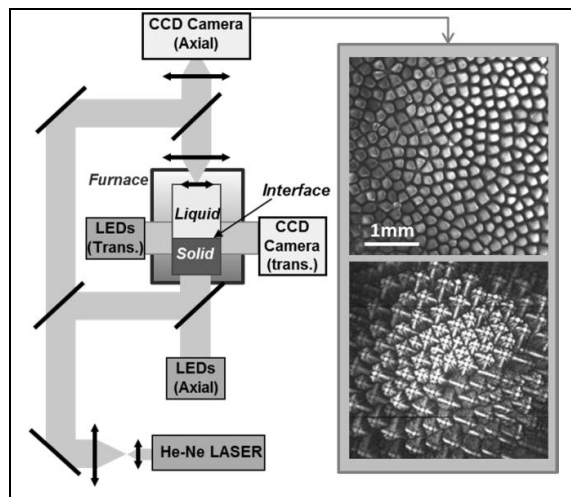 CCD Camera
(Axial)
Furnace
Interface
Liquid
LEDs
(Trans.)
Solid
CCD
Camera
(trans.)
LEDs
(Axial)
He-Ne LASER
1mm